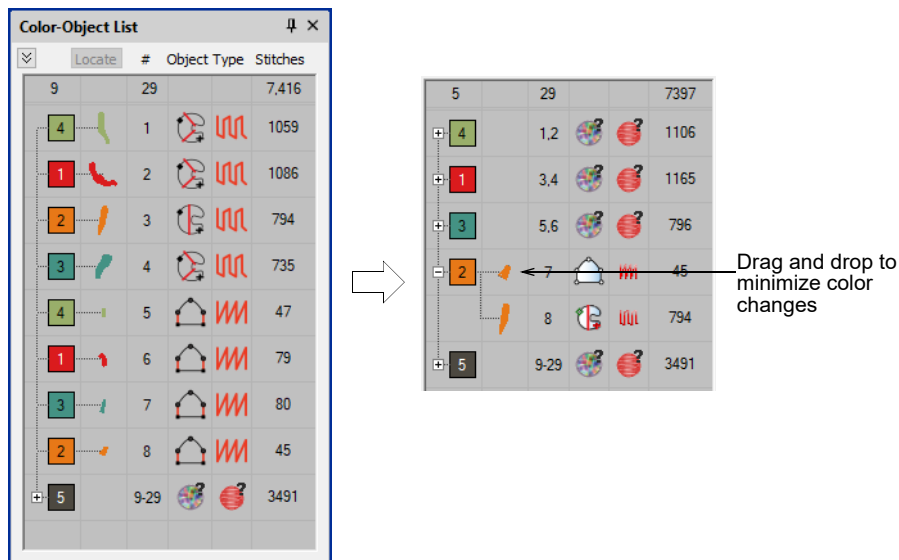 Color-Object List
Locate # Object Type Stitches
9 29 7,416
4 1 1059
1 2 1086
2 3 794
3 4 735
4 5 47
1 6 79
3 7 80
2 8 45
5 9-29 ? ? 3491
5 29 7397
4 1,2 ? ? 1106
1 3,4 ? ? 1165
3 5,6 ? ? 796
2 7 45
8 794
5 9-29 ? ? 3491
Drag and drop to
minimize color
changes